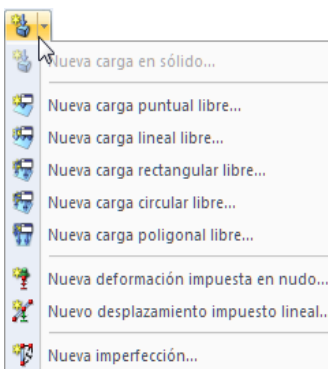 Nueva carga en sólido...
Nueva carga puntual libre...
Nueva carga lineal libre...
Nueva carga rectangular libre...
Nueva carga circular libre...
Nueva carga poligonal libre...
Nueva deformación impuesta en nudo...
Nuevo desplazamiento impuesto lineal..
Nueva imperfección...